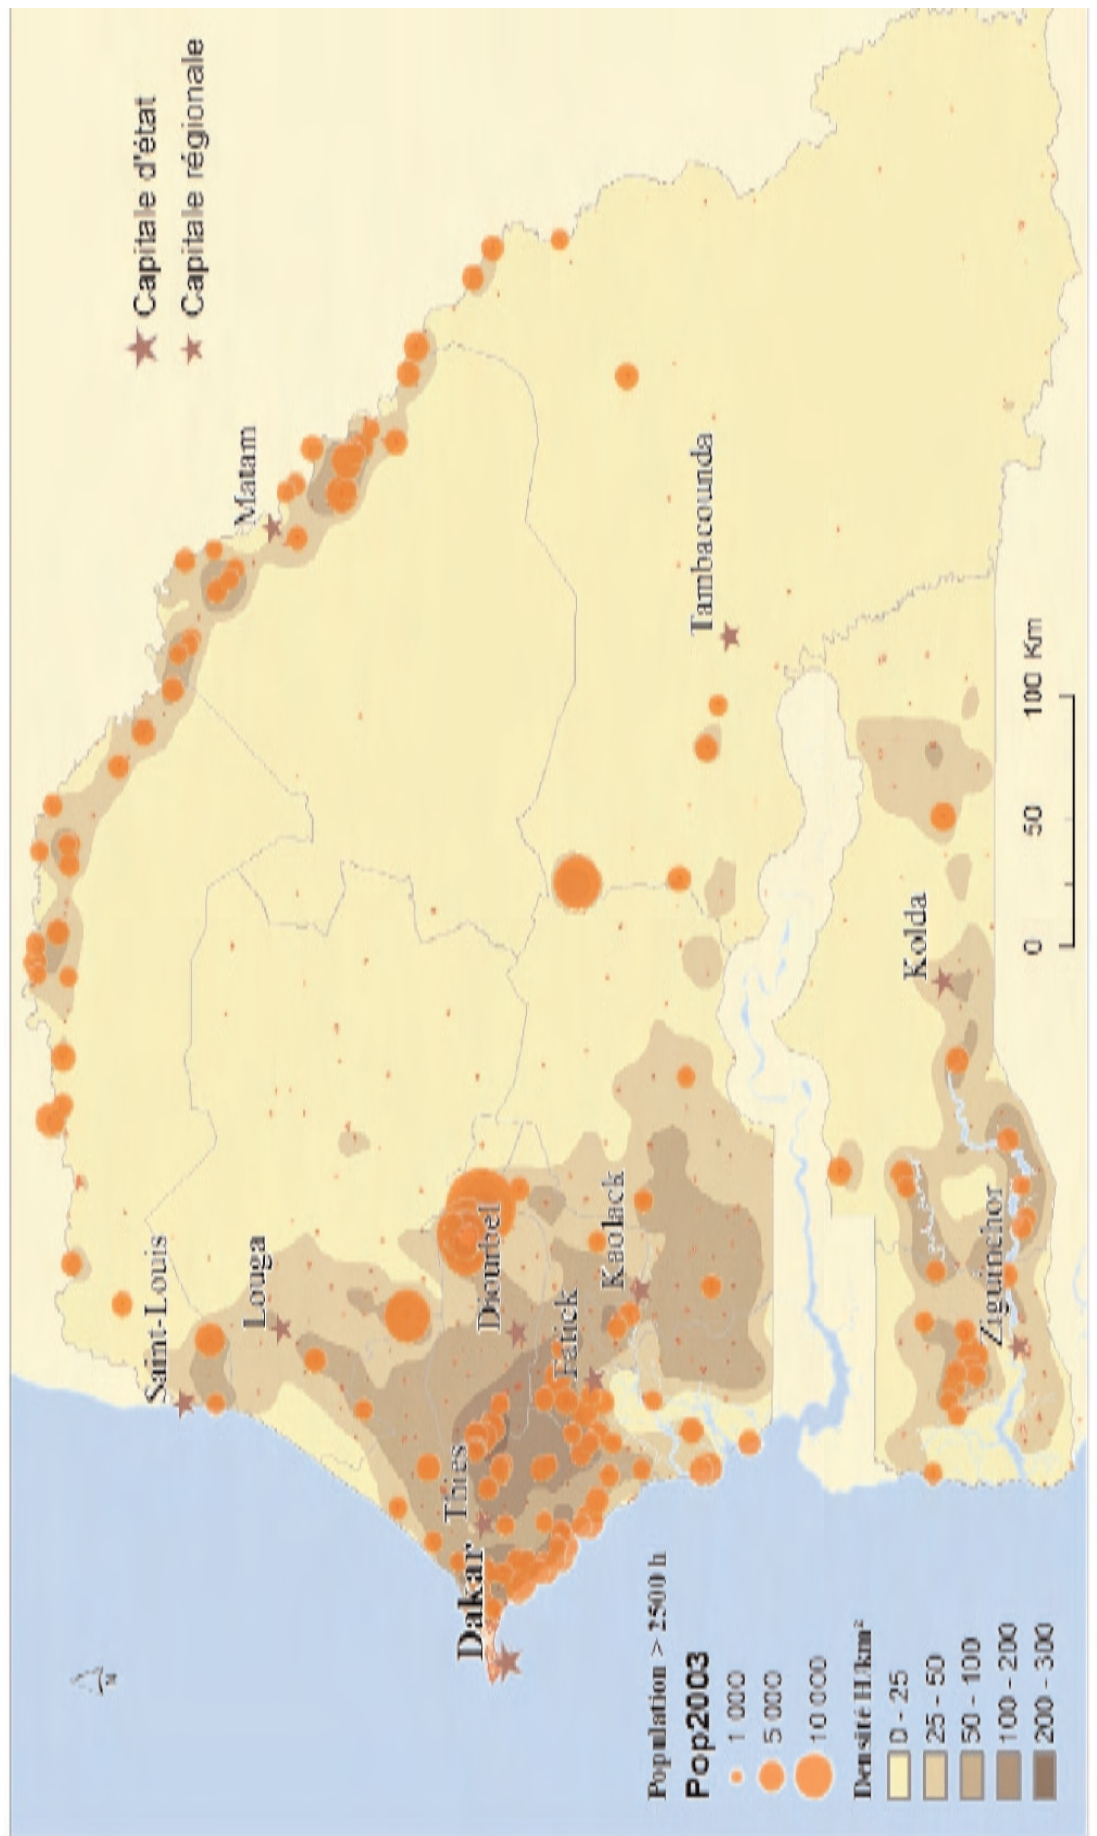 Capitale d'état
Capitale régionale
Saint-Louis
Matam
Louga
Thies
Dakar
Diourbel
Fatick
Kaolack
Tambacounda
Kolda
Ziguinchor
Population > 2500 h
Pop2003
1 000
5 000
10 000
Densité H/km²
0 - 25
25 - 50
50 - 100
100 - 200
200 - 300
0 50 100 Km
N